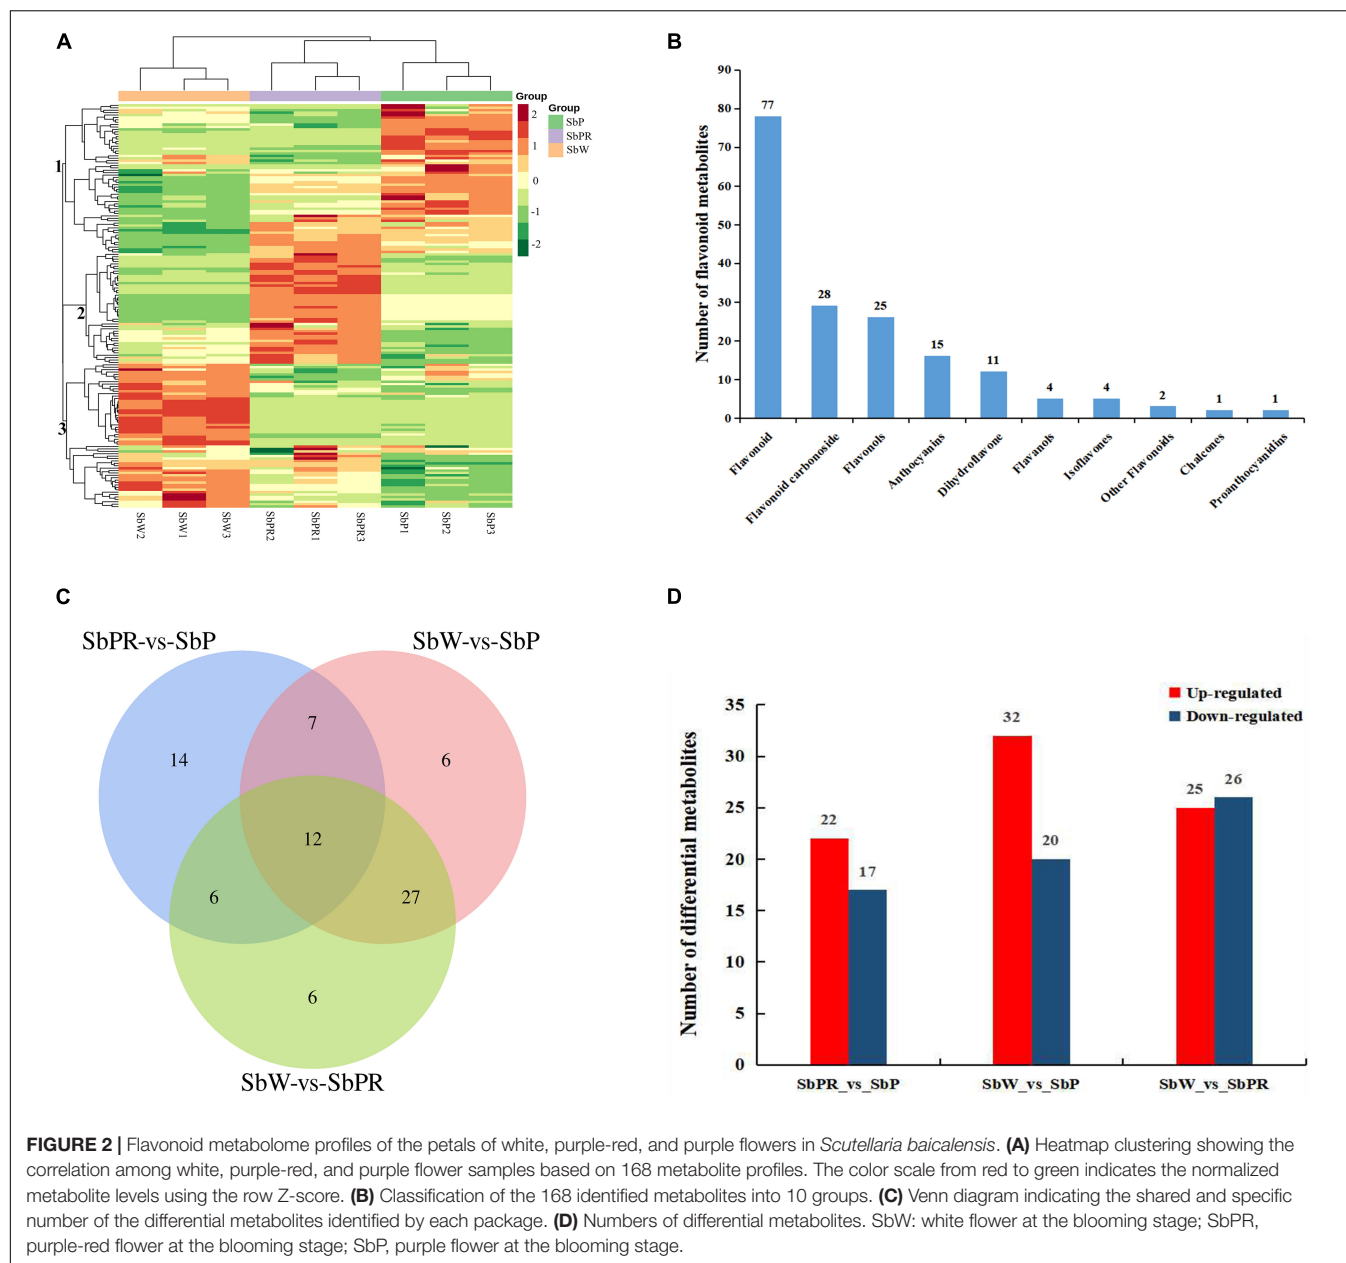 A
Group
2
1
0
-1
-2
Group
SbP
SbPR
SbW
1
2
3
SbW2
SbW1
SbW3
SbPR2
SbPR1
SbPR3
SbP1
SbP2
SbP3
B
Number of flavonoid metabolites
90
80
70
60
50
40
30
20
10
0
77
28
25
15
11
4
4
2
1
1
Flavonoid
Flavonoid carbonoside
Flavonols
Anthocyanins
Dihydroflavone
Flavanols
Isoflavones
Other Flavonoids
Chalcones
Proanthocyanidins
C
SbPR-vs-SbP
SbW-vs-SbP
7
14
6
12
6
27
6
SbW-vs-SbPR
D
Number of differential metabolites
35
30
25
20
15
10
5
0
Up-regulated
Down-regulated
22
17
32
20
25
26
SbPR_vs_SbP
SbW_vs_SbP
SbW_vs_SbPR
FIGURE 2 | Flavonoid metabolome profiles of the petals of white, purple-red, and purple flowers in Scutellaria baicalensis. (A) Heatmap clustering showing the
correlation among white, purple-red, and purple flower samples based on 168 metabolite profiles. The color scale from red to green indicates the normalized
metabolite levels using the row Z-score. (B) Classification of the 168 identified metabolites into 10 groups. (C) Venn diagram indicating the shared and specific
number of the differential metabolites identified by each package. (D) Numbers of differential metabolites. SbW: white flower at the blooming stage; SbPR,
purple-red flower at the blooming stage; SbP, purple flower at the blooming stage.